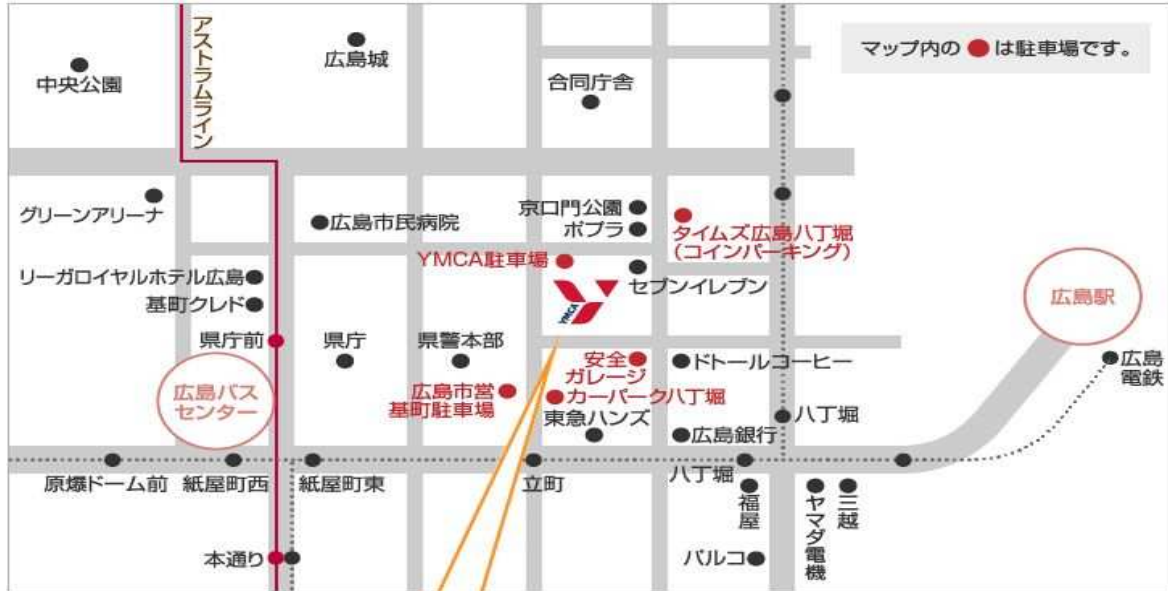 マップ内の ● は駐車場です。
アストラムライン
中央公園
広島城
合同庁舎
グリーンアリーナ
広島市民病院
京口門公園
ポプラ
タイムズ広島八丁堀
（コインパーキング）
YMCA駐車場
リーガロイヤルホテル広島
基町クレド
セブンイレブン
YMCA
広島駅
県庁前
県庁
県警本部
安全
ガレージ
ドトールコーヒー
広島
電鉄
広島バス
センター
広島市営
基町駐車場
カーパーク八丁堀
東急ハンズ
広島銀行
八丁堀
原爆ドーム前
紙屋町西
紙屋町東
立町
八丁堀
福屋
ヤマダ電機
三越
本通り
パルコ